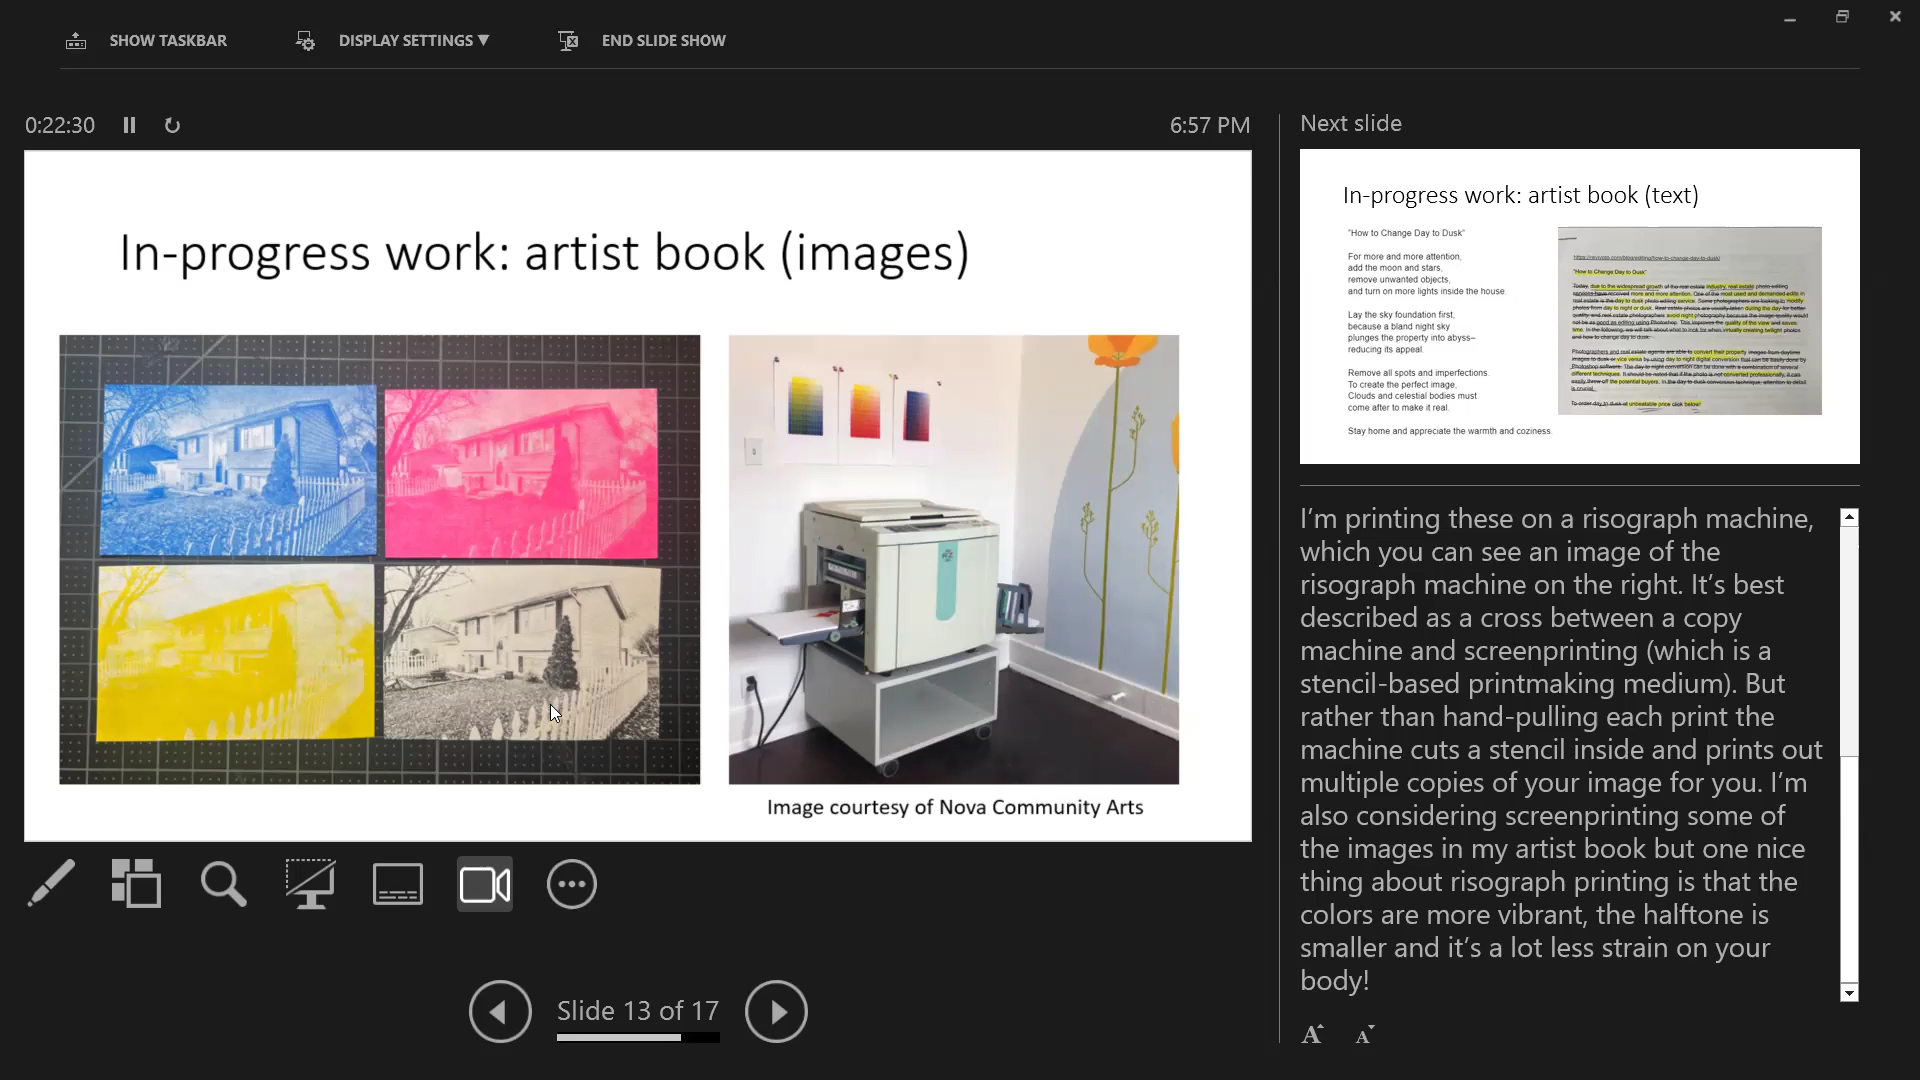 SHOW TASKBAR
DISPLAY SETTINGS ▼
END SLIDE SHOW
0:22:30
6:57 PM
In-progress work: artist book (images)
Image courtesy of Nova Community Arts
Slide 13 of 17
Next slide
In-progress work: artist book (text)
"How to Change Day to Dusk"
For more and more attention,
add the moon and stars,
remove unwanted objects,
and turn on more lights inside the house.
Lay the sky foundation first,
because a bland night sky
plunges the property into abyss–
reducing its appeal.
Remove all spots and imperfections.
To create the perfect image,
Clouds and celestial bodies must
come after to make it real.
Stay home and appreciate the warmth and coziness.
"How to Change Day to Dusk"
I'm printing these on a risograph machine,
which you can see an image of the
risograph machine on the right. It's best
described as a cross between a copy
machine and screenprinting (which is a
stencil-based printmaking medium). But
rather than hand-pulling each print the
machine cuts a stencil inside and prints out
multiple copies of your image for you. I'm
also considering screenprinting some of
the images in my artist book but one nice
thing about risograph printing is that the
colors are more vibrant, the halftone is
smaller and it's a lot less strain on your
body!
A A